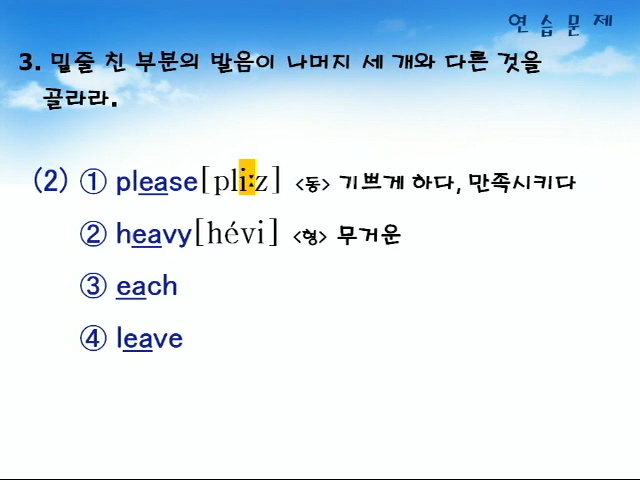 연습문제
3. 밑줄 친 부분의 발음이 나머지 세 개와 다른 것을
골라라.
(2) ① please[pli:z] <동> 기쁘게 하다, 만족시키다
② heavy[hévi] <형> 무거운
③ each
④ leave